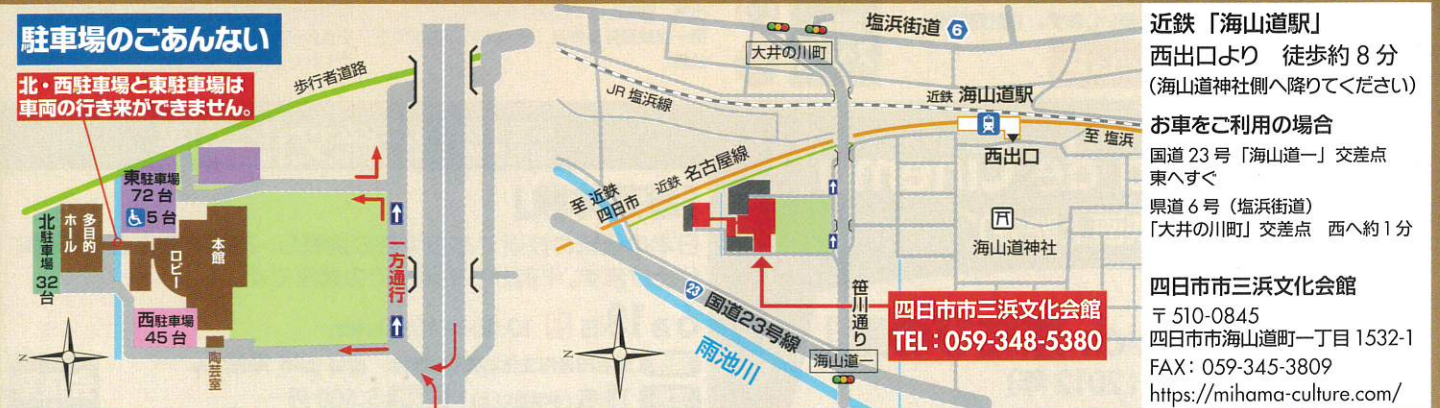 駐車場のごあんない
北・西駐車場と東駐車場は
車両の行き来ができません。
歩行者道路
東駐車場
72台
5台
北駐車場
32台
多目的ホール
ロビー
本館
西駐車場
45台
陶芸室
一方通行
N
塩浜街道 6
大井の川町
JR 塩浜線
近鉄 海山道駅
至 塩浜
西出口
近鉄 名古屋線
至 近鉄四日市
海山道神社
笹川通り
23 国道23号線
雨池川
海山道一
四日市市三浜文化会館
TEL:059-348-5380
N
近鉄「海山道駅」
西出口より 徒歩約8分
(海山道神社側へ降りてください)
お車をご利用の場合
国道23号「海山道一」交差点
東へすぐ
県道6号(塩浜街道)
「大井の川町」交差点 西へ約1分
四日市市三浜文化会館
〒510-0845
四日市市海山道町一丁目1532-1
FAX: 059-345-3809
https://mihama-culture.com/